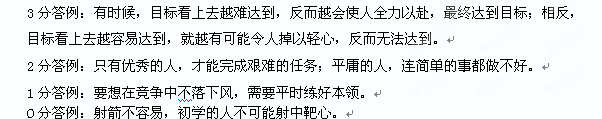 3 分答例：有时候，目标看上去越难达到，反而越会使人全力以赴，最终达到目标；相反，
目标看上去越容易达到，就越有可能令人掉以轻心，反而无法达到。
2 分答例：只有优秀的人，才能完成艰难的任务；平庸的人，连简单的事都做不好。
1 分答例：要想在竞争中不落下风，需要平时练好本领。
0 分答例：射箭不容易，初学的人不可能射中靶心。